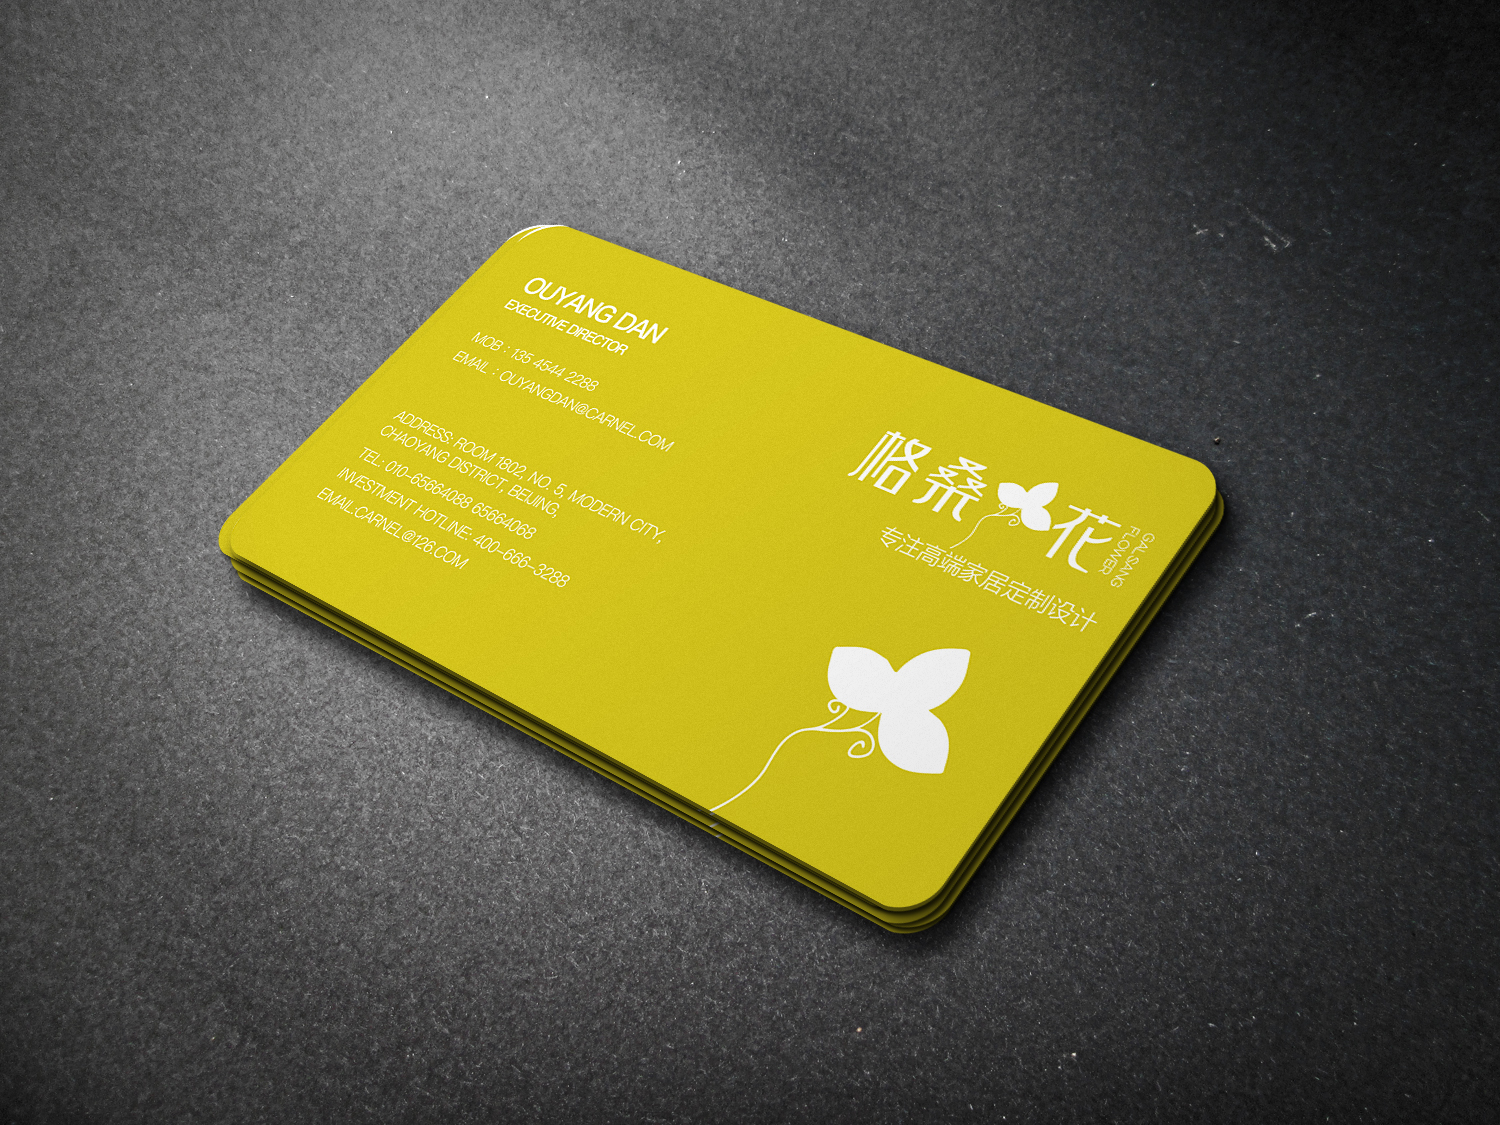 OUYANG DAN
EXECUTIVE DIRECTOR
MOB : 135 4544 2288
EMAIL : OUYANGDAN@CARNEL.COM
ADDRESS: ROOM 1802, NO. 5, MODERN CITY,
CHAOYANG DISTRICT, BEIJING,
TEL: 010-65664088 65664068
INVESTMENT HOTLINE: 400-666-3288
EMAIL:CARNEL@126.COM
格桑花
GALSANG
FLOWER
专注高端家居定制设计